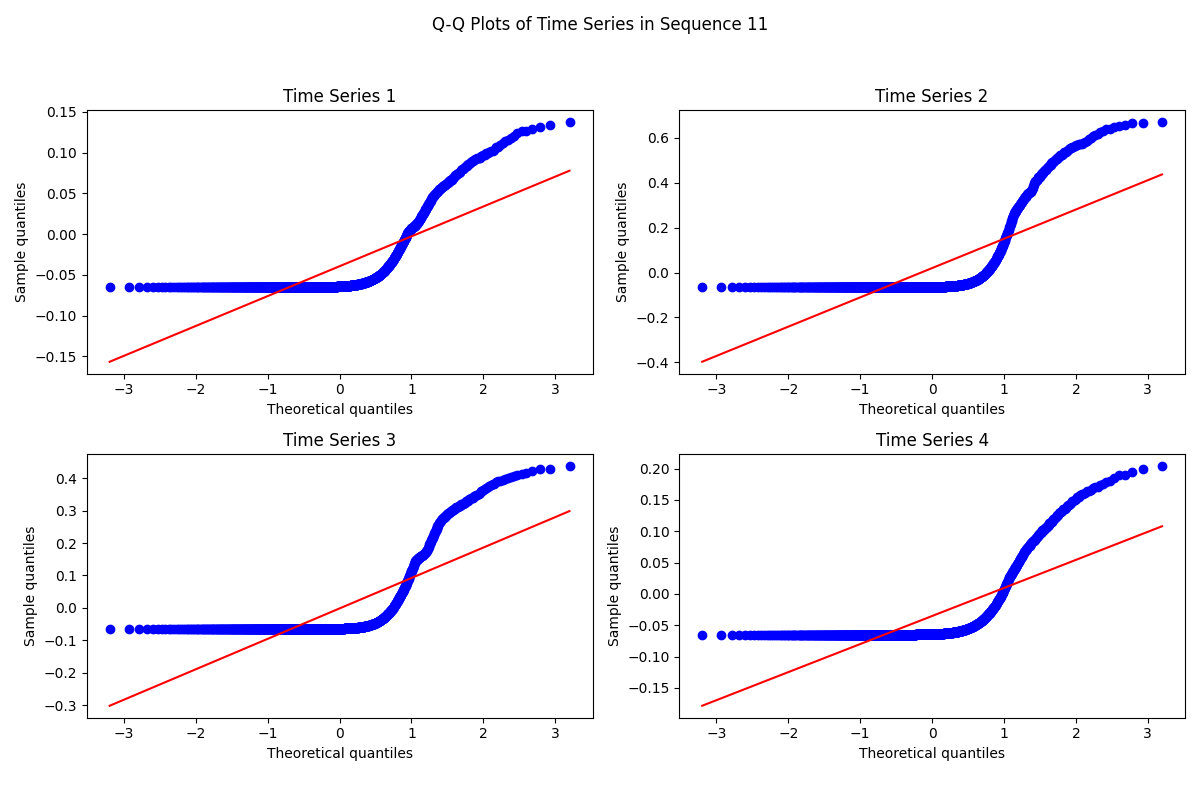 Q-Q Plots of Time Series in Sequence 11
Time Series 1
Sample quantiles
0.15
0.10
0.05
0.00
−0.05
−0.10
−0.15
−3 −2 −1 0 1 2 3
Theoretical quantiles
Time Series 2
Sample quantiles
0.6
0.4
0.2
0.0
−0.2
−0.4
−3 −2 −1 0 1 2 3
Theoretical quantiles
Time Series 3
Sample quantiles
0.4
0.3
0.2
0.1
0.0
−0.1
−0.2
−0.3
−3 −2 −1 0 1 2 3
Theoretical quantiles
Time Series 4
Sample quantiles
0.20
0.15
0.10
0.05
0.00
−0.05
−0.10
−0.15
−3 −2 −1 0 1 2 3
Theoretical quantiles